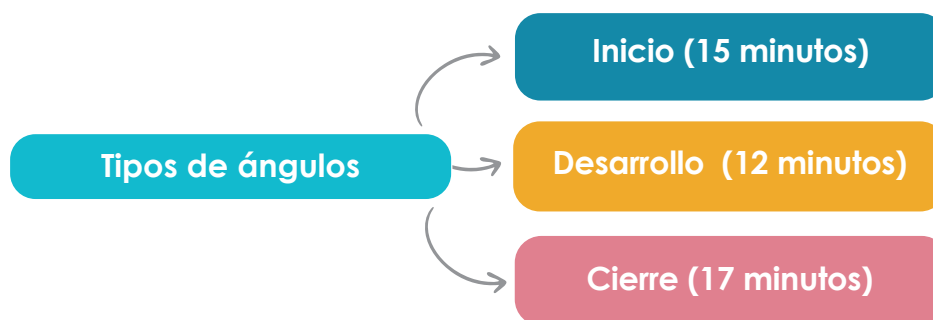 Tipos de ángulos
Inicio (15 minutos)
Desarrollo (12 minutos)
Cierre (17 minutos)